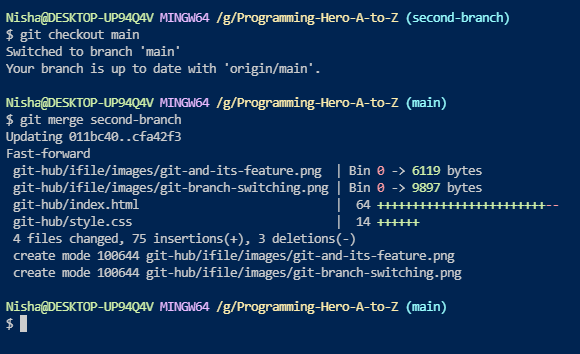 Nisha@DESKTOP-UP94Q4V MINGW64 /g/Programming-Hero-A-to-Z (second-branch)
$ git checkout main
Switched to branch 'main'
Your branch is up to date with 'origin/main'.
Nisha@DESKTOP-UP94Q4V MINGW64 /g/Programming-Hero-A-to-Z (main)
$ git merge second-branch
Updating 011bc40..cfa42f3
Fast-forward
git-hub/ifile/images/git-and-its-feature.png | Bin 0 -> 6119 bytes
git-hub/ifile/images/git-branch-switching.png | Bin 0 -> 9897 bytes
git-hub/index.html | 64 ++++++++++++++++++++++++--
git-hub/style.css | 14 ++++++
4 files changed, 75 insertions(+), 3 deletions(-)
create mode 100644 git-hub/ifile/images/git-and-its-feature.png
create mode 100644 git-hub/ifile/images/git-branch-switching.png
Nisha@DESKTOP-UP94Q4V MINGW64 /g/Programming-Hero-A-to-Z (main)
$